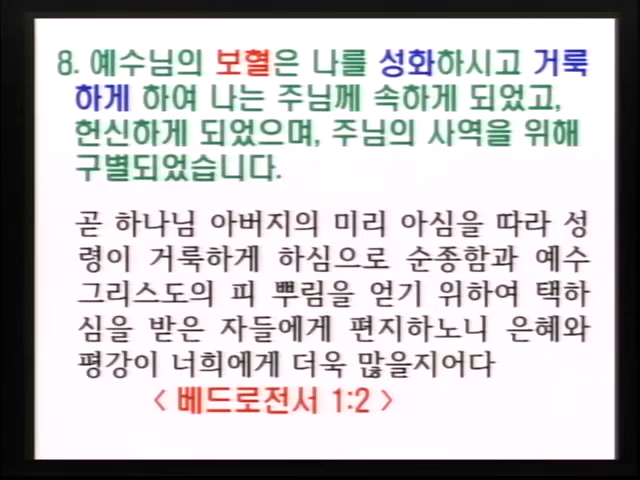 8. 예수님의 보혈은 나를 성화하시고 거룩
하게 하여 나는 주님께 속하게 되었고,
헌신하게 되었으며, 주님의 사역을 위해
구별되었습니다.
곧 하나님 아버지의 미리 아심을 따라 성
령이 거룩하게 하심으로 순종함과 예수
그리스도의 피 뿌림을 얻기 위하여 택하
심을 받은 자들에게 편지하노니 은혜와
평강이 너희에게 더욱 많을지어다
< 베드로전서 1:2 >